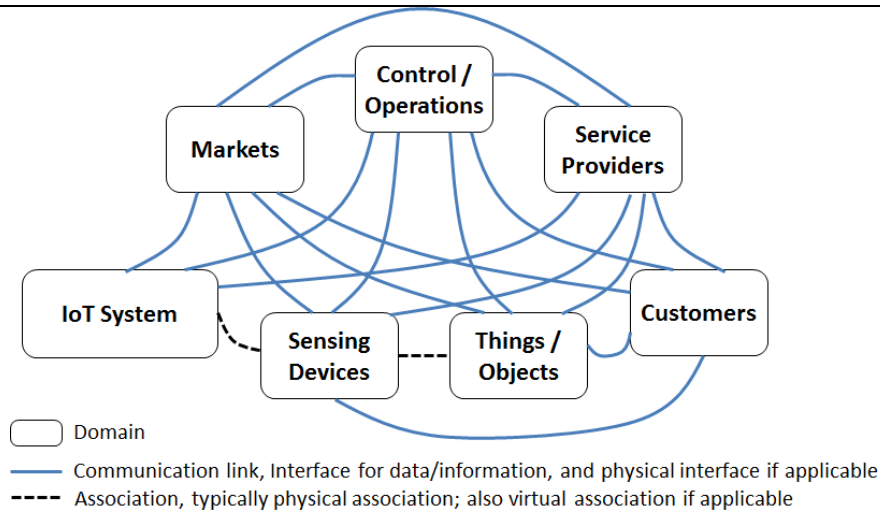 Control /
Operations
Markets
Service
Providers
IoT System
Sensing
Devices
Things /
Objects
Customers
Domain
Communication link, Interface for data/information, and physical interface if applicable
Association, typically physical association; also virtual association if applicable